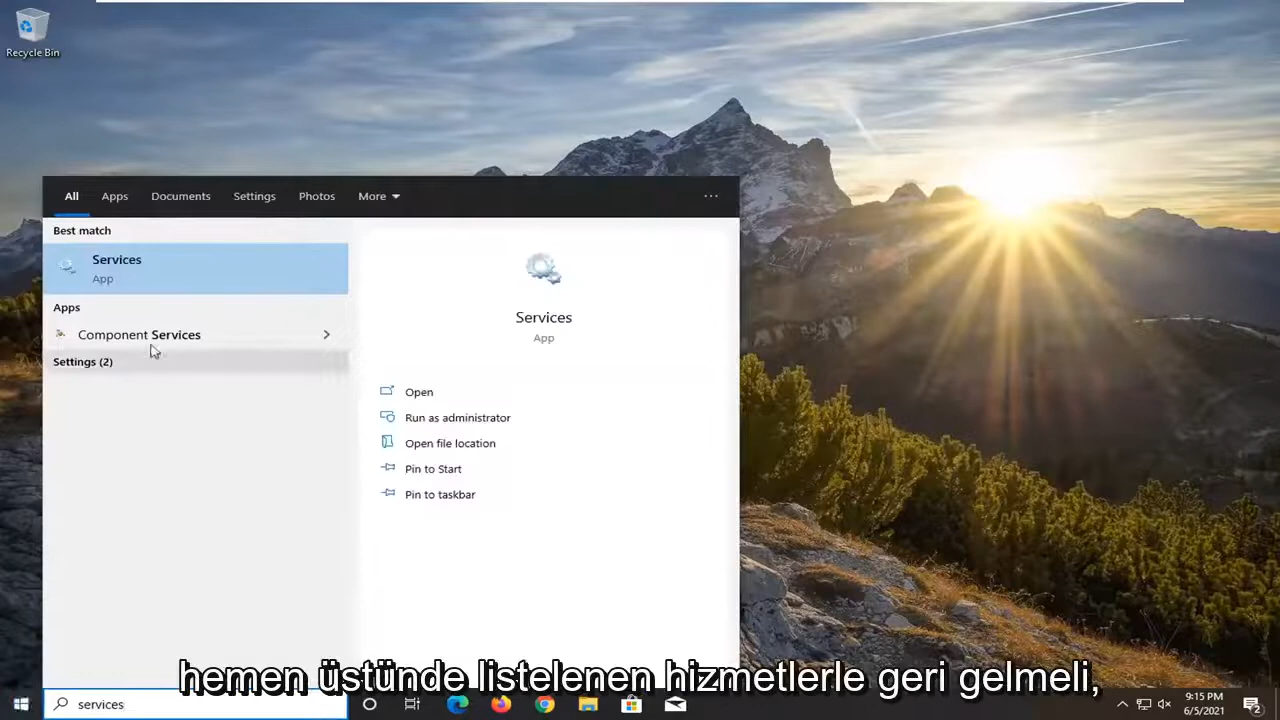 Recycle Bin
All Apps Documents Settings Photos More ...
Best match
Services
App
Apps
Component Services
Settings (2)
Services
App
Open
Run as administrator
Open file location
Pin to Start
Pin to taskbar
hemen üstünde listelenen hizmetlerle geri gelmeli,
services
9:15 PM
6/5/2021
2